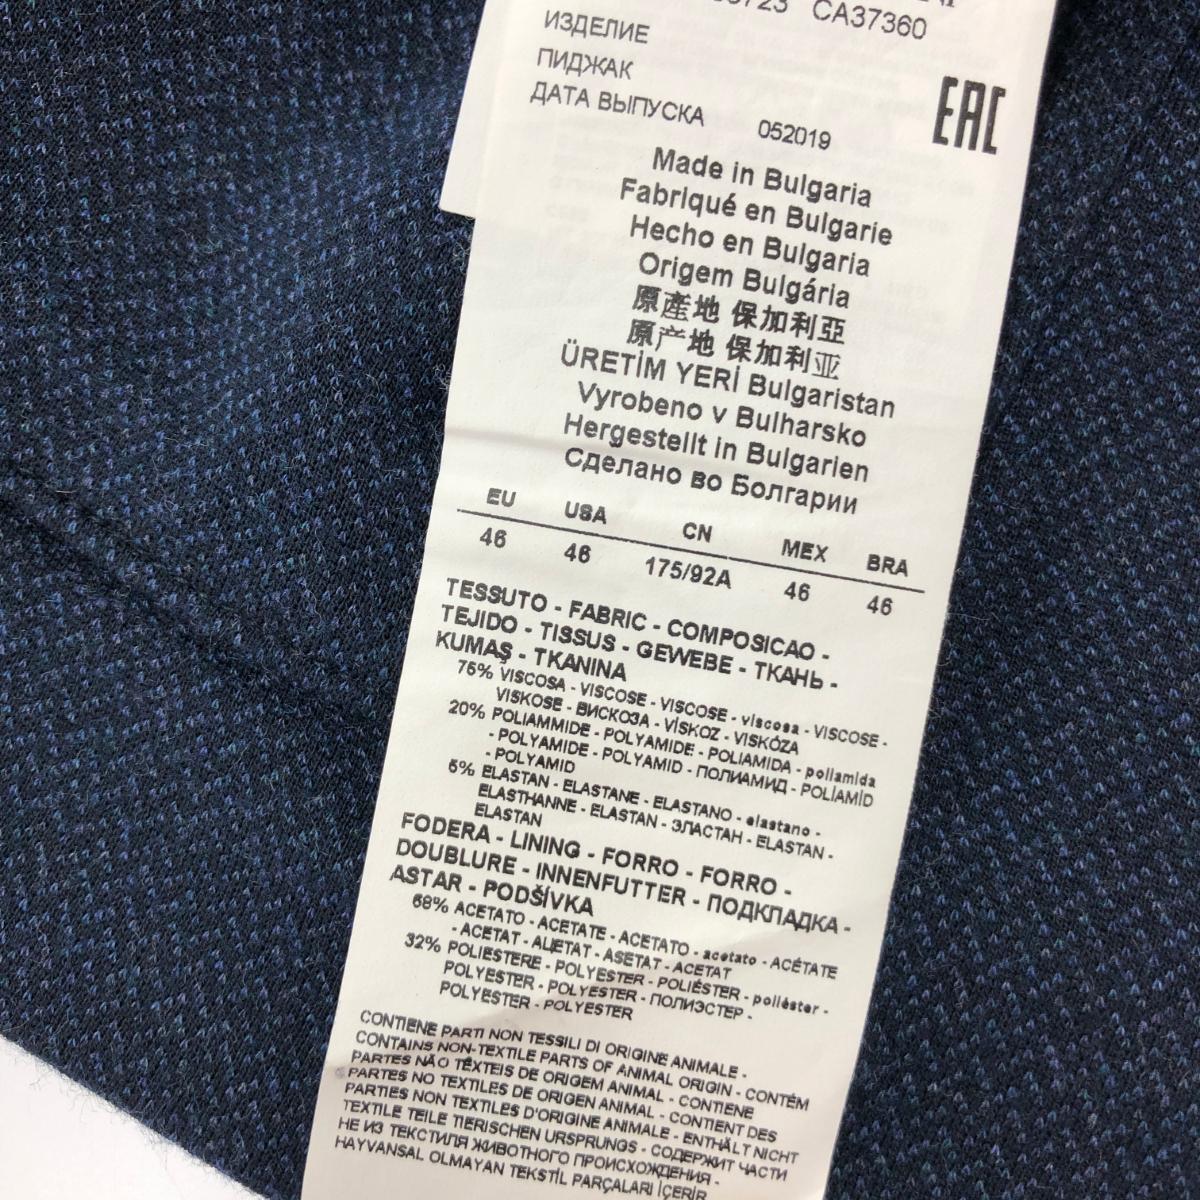 CA37360
ИЗДЕЛИЕ
ПИДЖАК
ДАТА ВЫПУСКА 052019
EAC
Made in Bulgaria
Fabriqué en Bulgarie
Hecho en Bulgaria
Origem Bulgária
原產地 保加利亞
原产地 保加利亚
ÜRETİM YERİ Bulgaristan
Vyrobeno v Bulharsko
Hergestellt in Bulgarien
Сделано во Болгарии
EU USA CN MEX BRA
46 46 175/92A 46 46
TESSUTO - FABRIC - COMPOSICAO -
TEJIDO - TISSUS - GEWEBE - ТКАНЬ -
KUMAŞ - TKANINA
75% VISCOSA - VISCOSE - VISCOSE - viscosa - VISCOSE -
VISKOSE - ВИСКОЗА - VİSKOZ - VISKÓZA
20% POLIAMMIDE - POLYAMIDE - POLIAMIDA - poliamida
- POLYAMIDE - POLYAMID - ПОЛИАМИД - POLİAMİD
- POLYAMID
5% ELASTAN - ELASTANE - ELASTANO - elastano -
ELASTHANNE - ELASTAN - ЭЛАСТАН - ELASTAN -
ELASTAN
FODERA - LINING - FORRO - FORRO -
DOUBLURE - INNENFUTTER - ПОДКЛАДКА -
ASTAR - PODŠÍVKA
68% ACETATO - ACETATE - ACETATO - acetato - ACÉTATE
- ACETAT - АЦЕТАТ - ASETAT - ACETAT
32% POLIESTERE - POLYESTER - POLIÉSTER - poliéster -
POLYESTER - POLYESTER - ПОЛИЭСТЕР -
POLYESTER - POLYESTER
CONTIENE PARTI NON TESSILI DI ORIGINE ANIMALE -
CONTAINS NON-TEXTILE PARTS OF ANIMAL ORIGIN - CONTÉM
PARTES NÃO TÊXTEIS DE ORIGEM ANIMAL - CONTIENE
PARTES NO TEXTILES DE ORIGEN ANIMAL - CONTIENT DES
PARTIES NON TEXTILES D'ORIGINE ANIMALE - ENTHÄLT NICHT
TEXTILE TEILE TIERISCHEN URSPRUNGS - СОДЕРЖИТ ЧАСТИ
НЕ ИЗ ТЕКСТИЛЯ ЖИВОТНОГО ПРОИСХОЖДЕНИЯ -
HAYVANSAL OLMAYAN TEKSTİL PARÇALARI İÇERİR